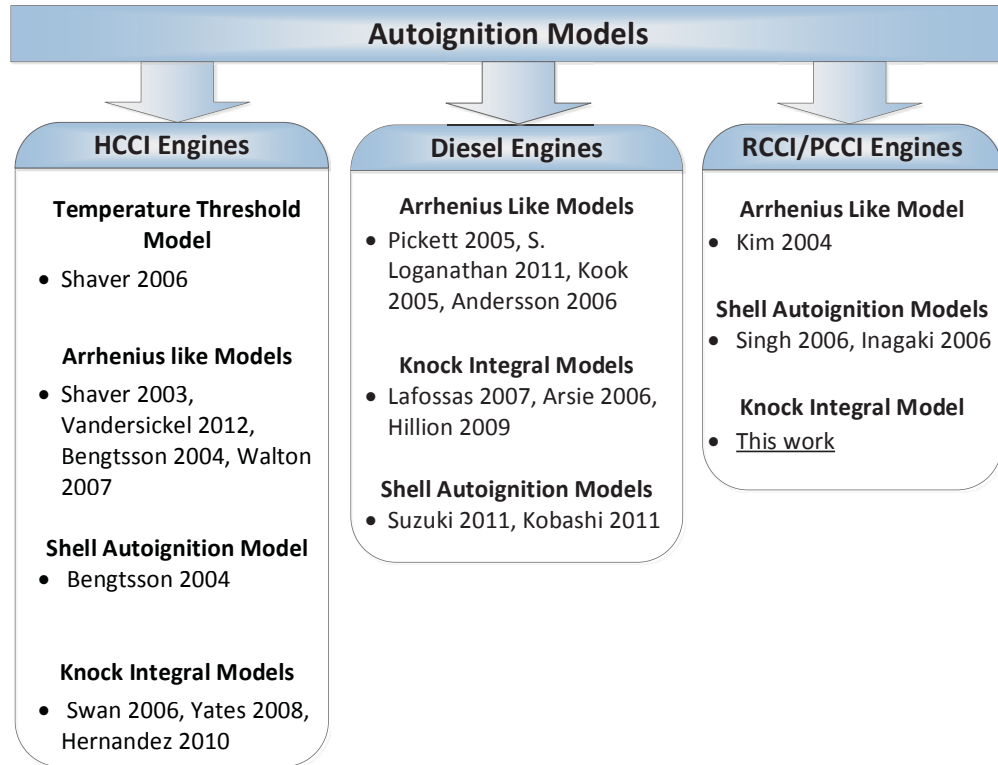 Autoignition Models
HCCI Engines
Temperature Threshold
Model
• Shaver 2006
Arrhenius like Models
• Shaver 2003,
Vandersickel 2012,
Bengtsson 2004, Walton
2007
Shell Autoignition Model
• Bengtsson 2004
Knock Integral Models
• Swan 2006, Yates 2008,
Hernandez 2010
Diesel Engines
Arrhenius Like Models
• Pickett 2005, S.
Loganathan 2011, Kook
2005, Andersson 2006
Knock Integral Models
• Lafossas 2007, Arsie 2006,
Hillion 2009
Shell Autoignition Models
• Suzuki 2011, Kobashi 2011
RCCI/PCCI Engines
Arrhenius Like Model
• Kim 2004
Shell Autoignition Models
• Singh 2006, Inagaki 2006
Knock Integral Model
• This work